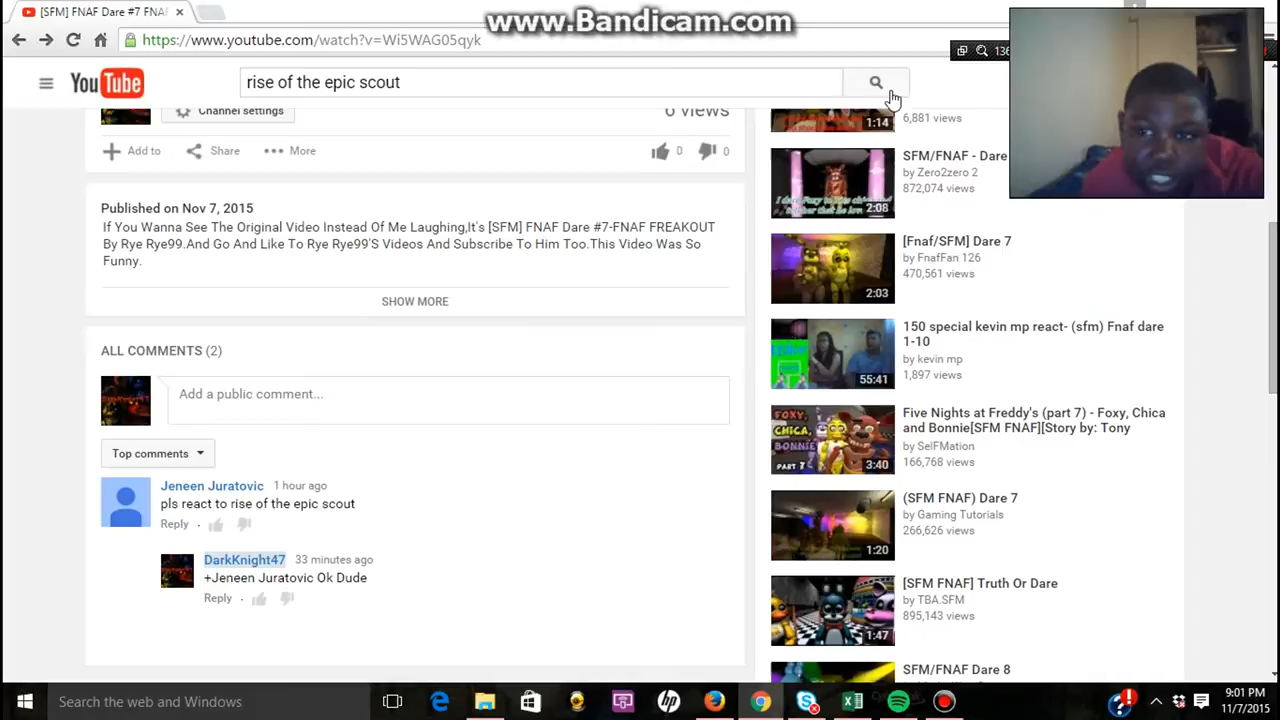 [SFM] FNAF Dare #7 FNAF
www.Bandicam.com
https://www.youtube.com/watch?v=Wi5WAG05qyk
136
YouTube
rise of the epic scout
Channel settings
6 views
Add to
Share
More
0
0
Published on Nov 7, 2015
If You Wanna See The Original Video Instead Of Me Laughing,It's [SFM] FNAF Dare #7-FNAF FREAKOUT
By Rye Rye99.And Go And Like To Rye Rye99'S Videos And Subscribe To Him Too.This Video Was So
Funny.
SHOW MORE
ALL COMMENTS (2)
Add a public comment...
Top comments
Jeneen Juratovic 1 hour ago
pls react to rise of the epic scout
Reply
DarkKnight47 33 minutes ago
+Jeneen Juratovic Ok Dude
Reply
1:14
6,881 views
SFM/FNAF - Dare
by Zero2zero 2
872,074 views
2:08
[Fnaf/SFM] Dare 7
by FnafFan 126
470,561 views
2:03
150 special kevin mp react- (sfm) Fnaf dare
1-10
by kevin mp
1,897 views
55:41
Five Nights at Freddy's (part 7) - Foxy, Chica
and Bonnie[SFM FNAF][Story by: Tony
by SelFMation
166,768 views
FOXY,
CHICA,
BONNIE
PART 7
3:40
(SFM FNAF) Dare 7
by Gaming Tutorials
266,626 views
1:20
[SFM FNAF] Truth Or Dare
by TBA.SFM
895,143 views
1:47
SFM/FNAF Dare 8
Search the web and Windows
9:01 PM
11/7/2015